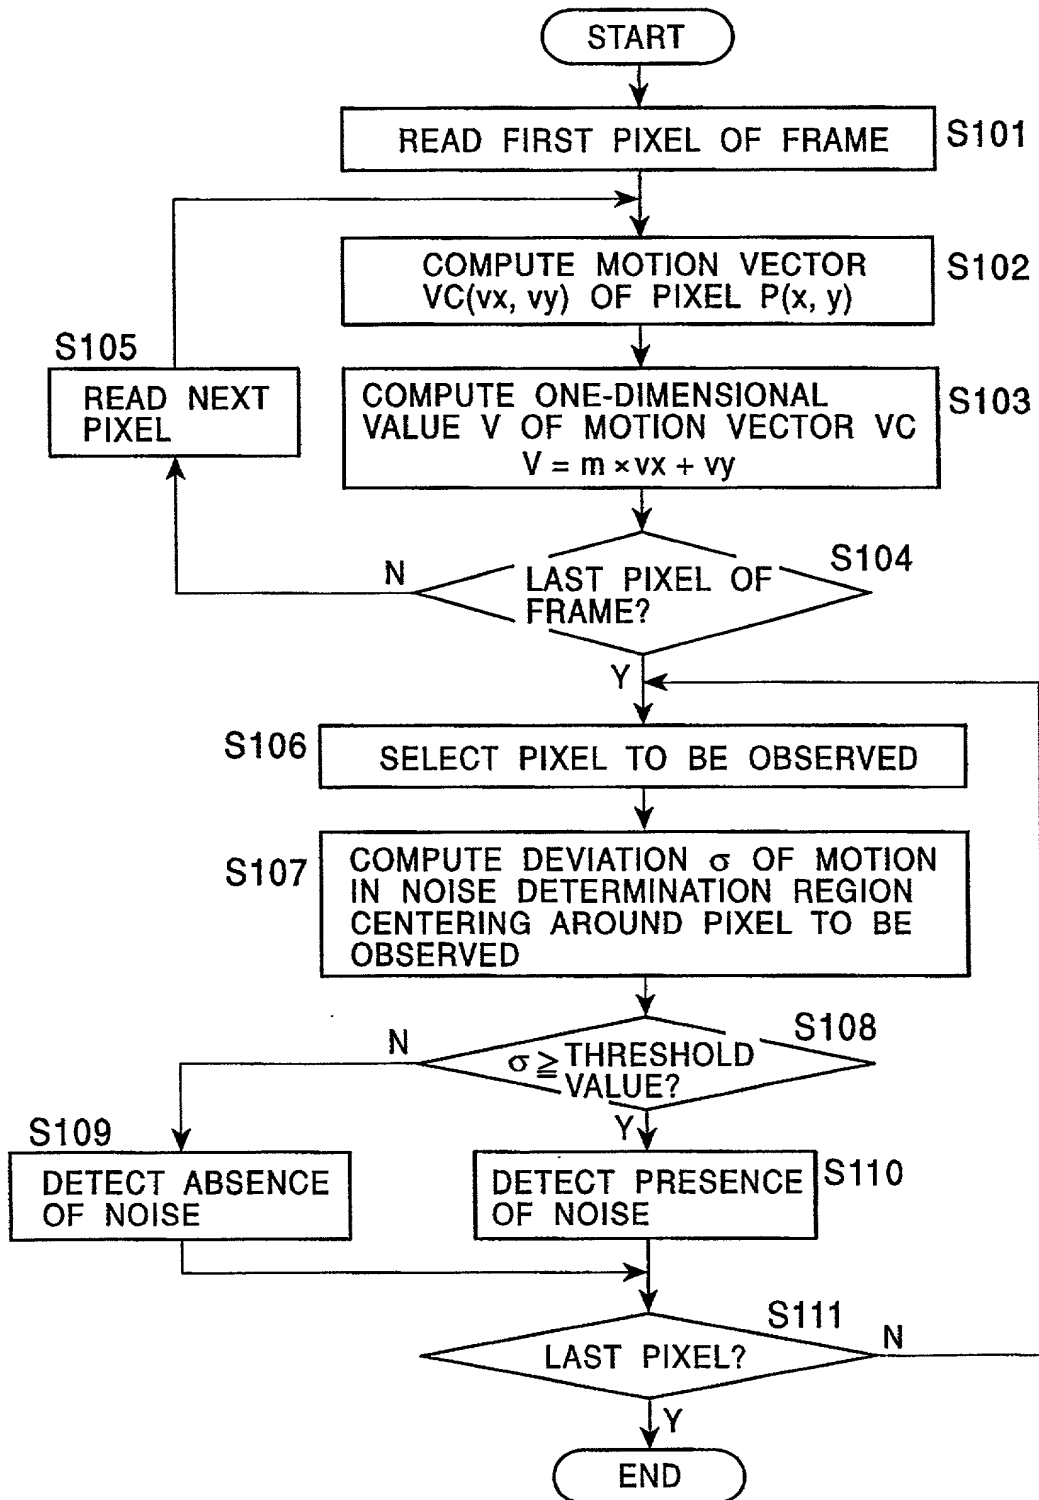 START
READ FIRST PIXEL OF FRAME
S101
COMPUTE MOTION VECTOR
VC(vx, vy) OF PIXEL P(x, y)
S102
S105
READ NEXT
PIXEL
COMPUTE ONE-DIMENSIONAL
VALUE V OF MOTION VECTOR VC
V = m × vx + vy
S103
S104
N
LAST PIXEL OF
FRAME?
Y
S106
SELECT PIXEL TO BE OBSERVED
S107
COMPUTE DEVIATION σ OF MOTION
IN NOISE DETERMINATION REGION
CENTERING AROUND PIXEL TO BE
OBSERVED
S108
N
σ ≧ THRESHOLD
VALUE?
Y
S109
DETECT ABSENCE
OF NOISE
DETECT PRESENCE
OF NOISE
S110
S111
LAST PIXEL?
N
Y
END